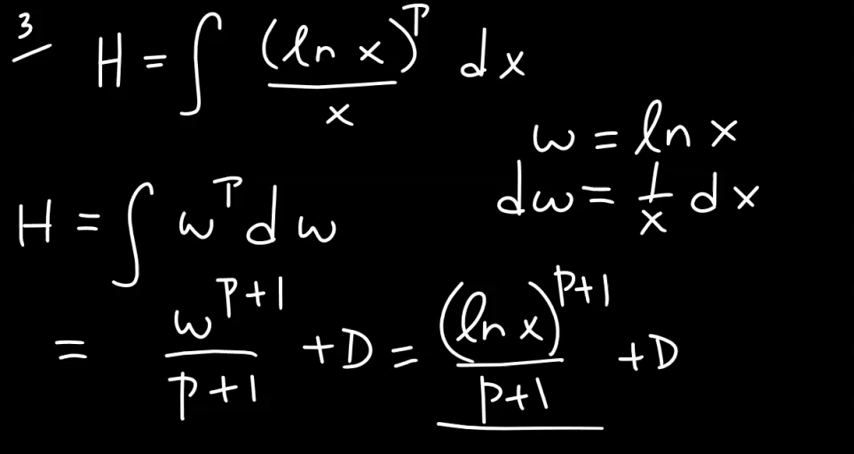 3 H = ∫ (ln x)^p / x dx
w = ln x
H = ∫ w^p dw
dw = 1/x dx
= w^(p+1) / (p+1) + D = (ln x)^(p+1) / (p+1) + D